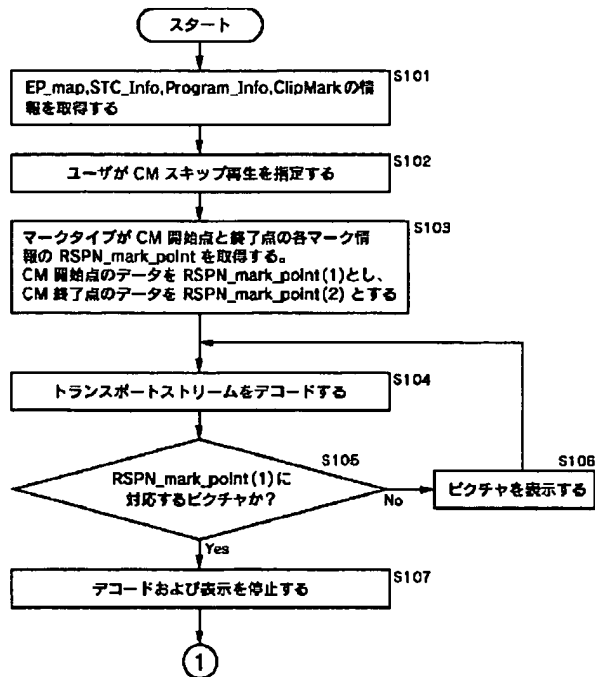 スタート
S101
EP_map,STC_Info,Program_Info,ClipMarkの情
報を取得する
S102
ユーザが CM スキップ再生を指定する
S103
マークタイプが CM 開始点と終了点の各マーク情
報の RSPN_mark_point を取得する。
CM 開始点のデータを RSPN_mark_point(1)とし、
CM 終了点のデータを RSPN_mark_point(2) とする
S104
トランスポートストリームをデコードする
S105
RSPN_mark_point(1)に
対応するピクチャか?
No
S106
ピクチャを表示する
Yes
S107
デコードおよび表示を停止する
1